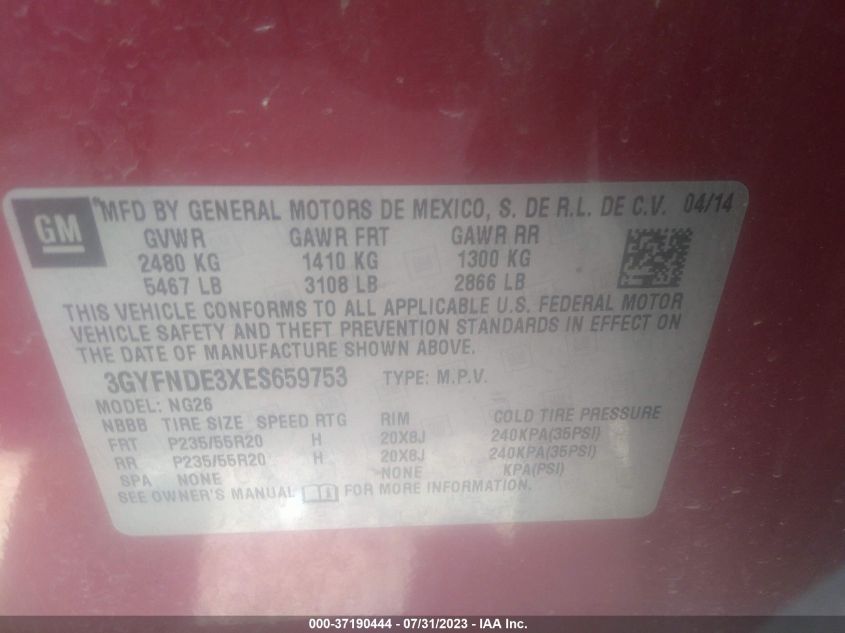 GM
MFD BY GENERAL MOTORS DE MEXICO, S. DE R.L. DE C.V. 04/14
GVWR GAWR FRT GAWR RR
2480 KG 1410 KG 1300 KG
5467 LB 3108 LB 2866 LB
THIS VEHICLE CONFORMS TO ALL APPLICABLE U.S. FEDERAL MOTOR
VEHICLE SAFETY AND THEFT PREVENTION STANDARDS IN EFFECT ON
THE DATE OF MANUFACTURE SHOWN ABOVE.
3GYFNDE3XES659753 TYPE: M.P.V.
MODEL: NG26
NBBB TIRE SIZE SPEED RTG RIM COLD TIRE PRESSURE
FRT P235/55R20 H 20X8J 240KPA(35PSI)
RR P235/55R20 H 20X8J 240KPA(35PSI)
SPA NONE NONE KPA(PSI)
SEE OWNER'S MANUAL FOR MORE INFORMATION.
000-37190444 - 07/31/2023 - IAA Inc.